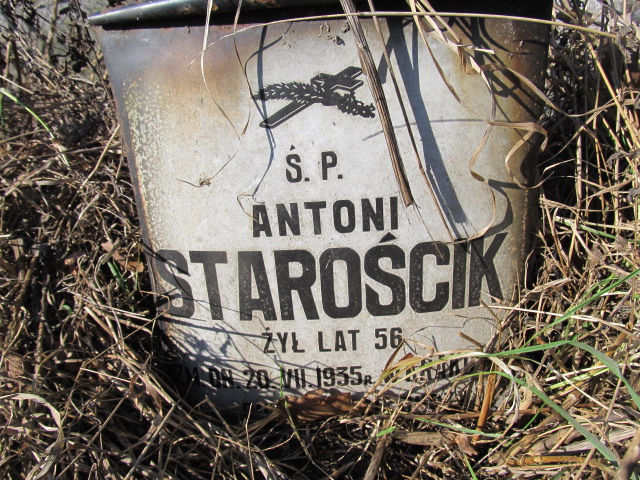 Ś. P.
ANTONI
STAROŚCIK
ŻYŁ LAT 56
DN. 20. VII. 1935 R.